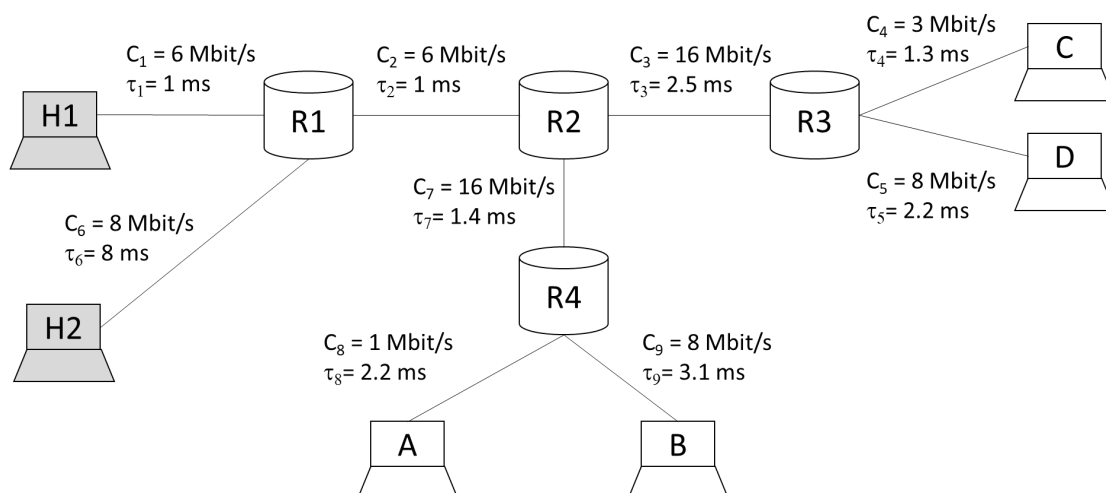 C₁ = 6 Mbit/s
τ₁= 1 ms
C₂ = 6 Mbit/s
τ₂= 1 ms
C₃ = 16 Mbit/s
τ₃= 2.5 ms
C₄ = 3 Mbit/s
τ₄= 1.3 ms
C
H1
R1
R2
R3
D
C₇ = 16 Mbit/s
τ₇= 1.4 ms
C₅ = 8 Mbit/s
τ₅= 2.2 ms
C₆ = 8 Mbit/s
τ₆= 8 ms
R4
H2
C₈ = 1 Mbit/s
τ₈= 2.2 ms
C₉ = 8 Mbit/s
τ₉= 3.1 ms
A
B